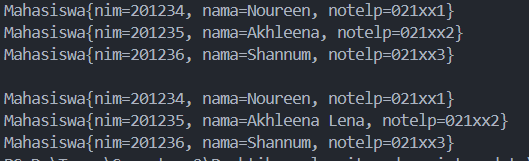 Mahasiswa{nim=201234, nama=Noureen, notelp=021xx1}
Mahasiswa{nim=201235, nama=Akhleena, notelp=021xx2}
Mahasiswa{nim=201236, nama=Shannum, notelp=021xx3}
Mahasiswa{nim=201234, nama=Noureen, notelp=021xx1}
Mahasiswa{nim=201235, nama=Akhleena Lena, notelp=021xx2}
Mahasiswa{nim=201236, nama=Shannum, notelp=021xx3}